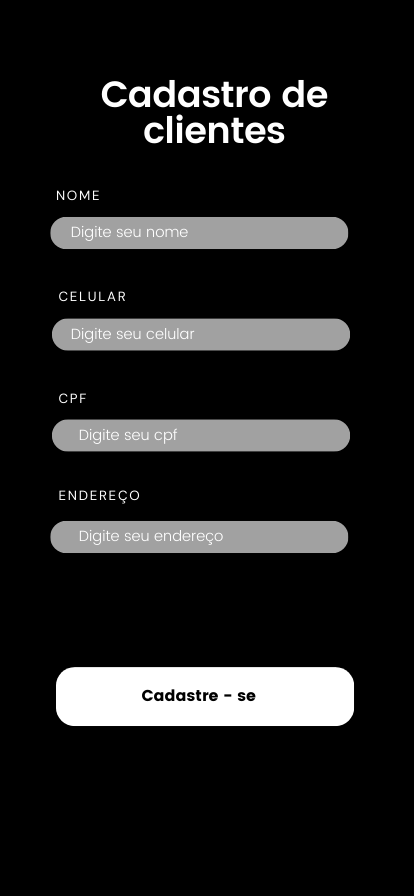 Cadastro de
clientes
NOME
Digite seu nome
CELULAR
Digite seu celular
CPF
Digite seu cpf
ENDEREÇO
Digite seu endereço
Cadastre - se